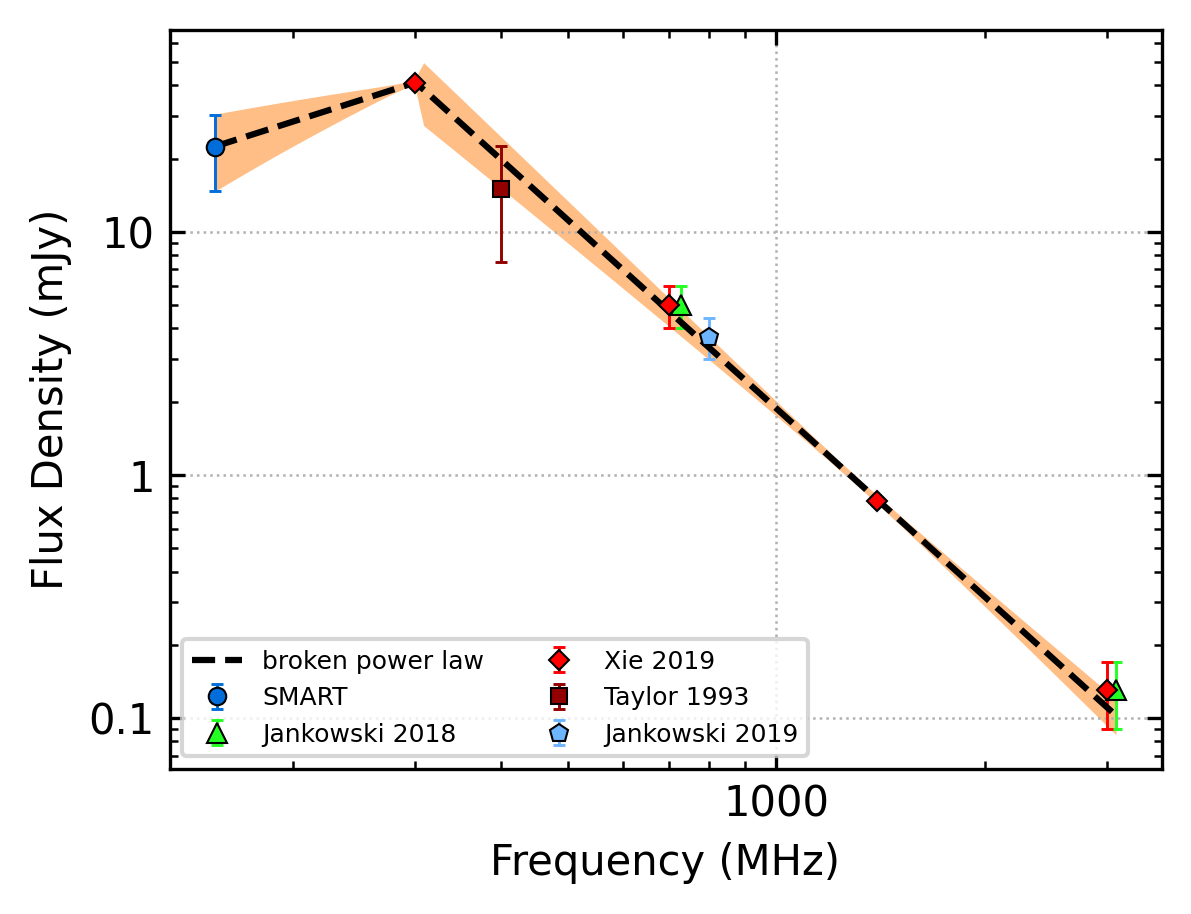 Flux Density (mJy)
10
1
0.1
broken power law
SMART
Jankowski 2018
Xie 2019
Taylor 1993
Jankowski 2019
1000
Frequency (MHz)